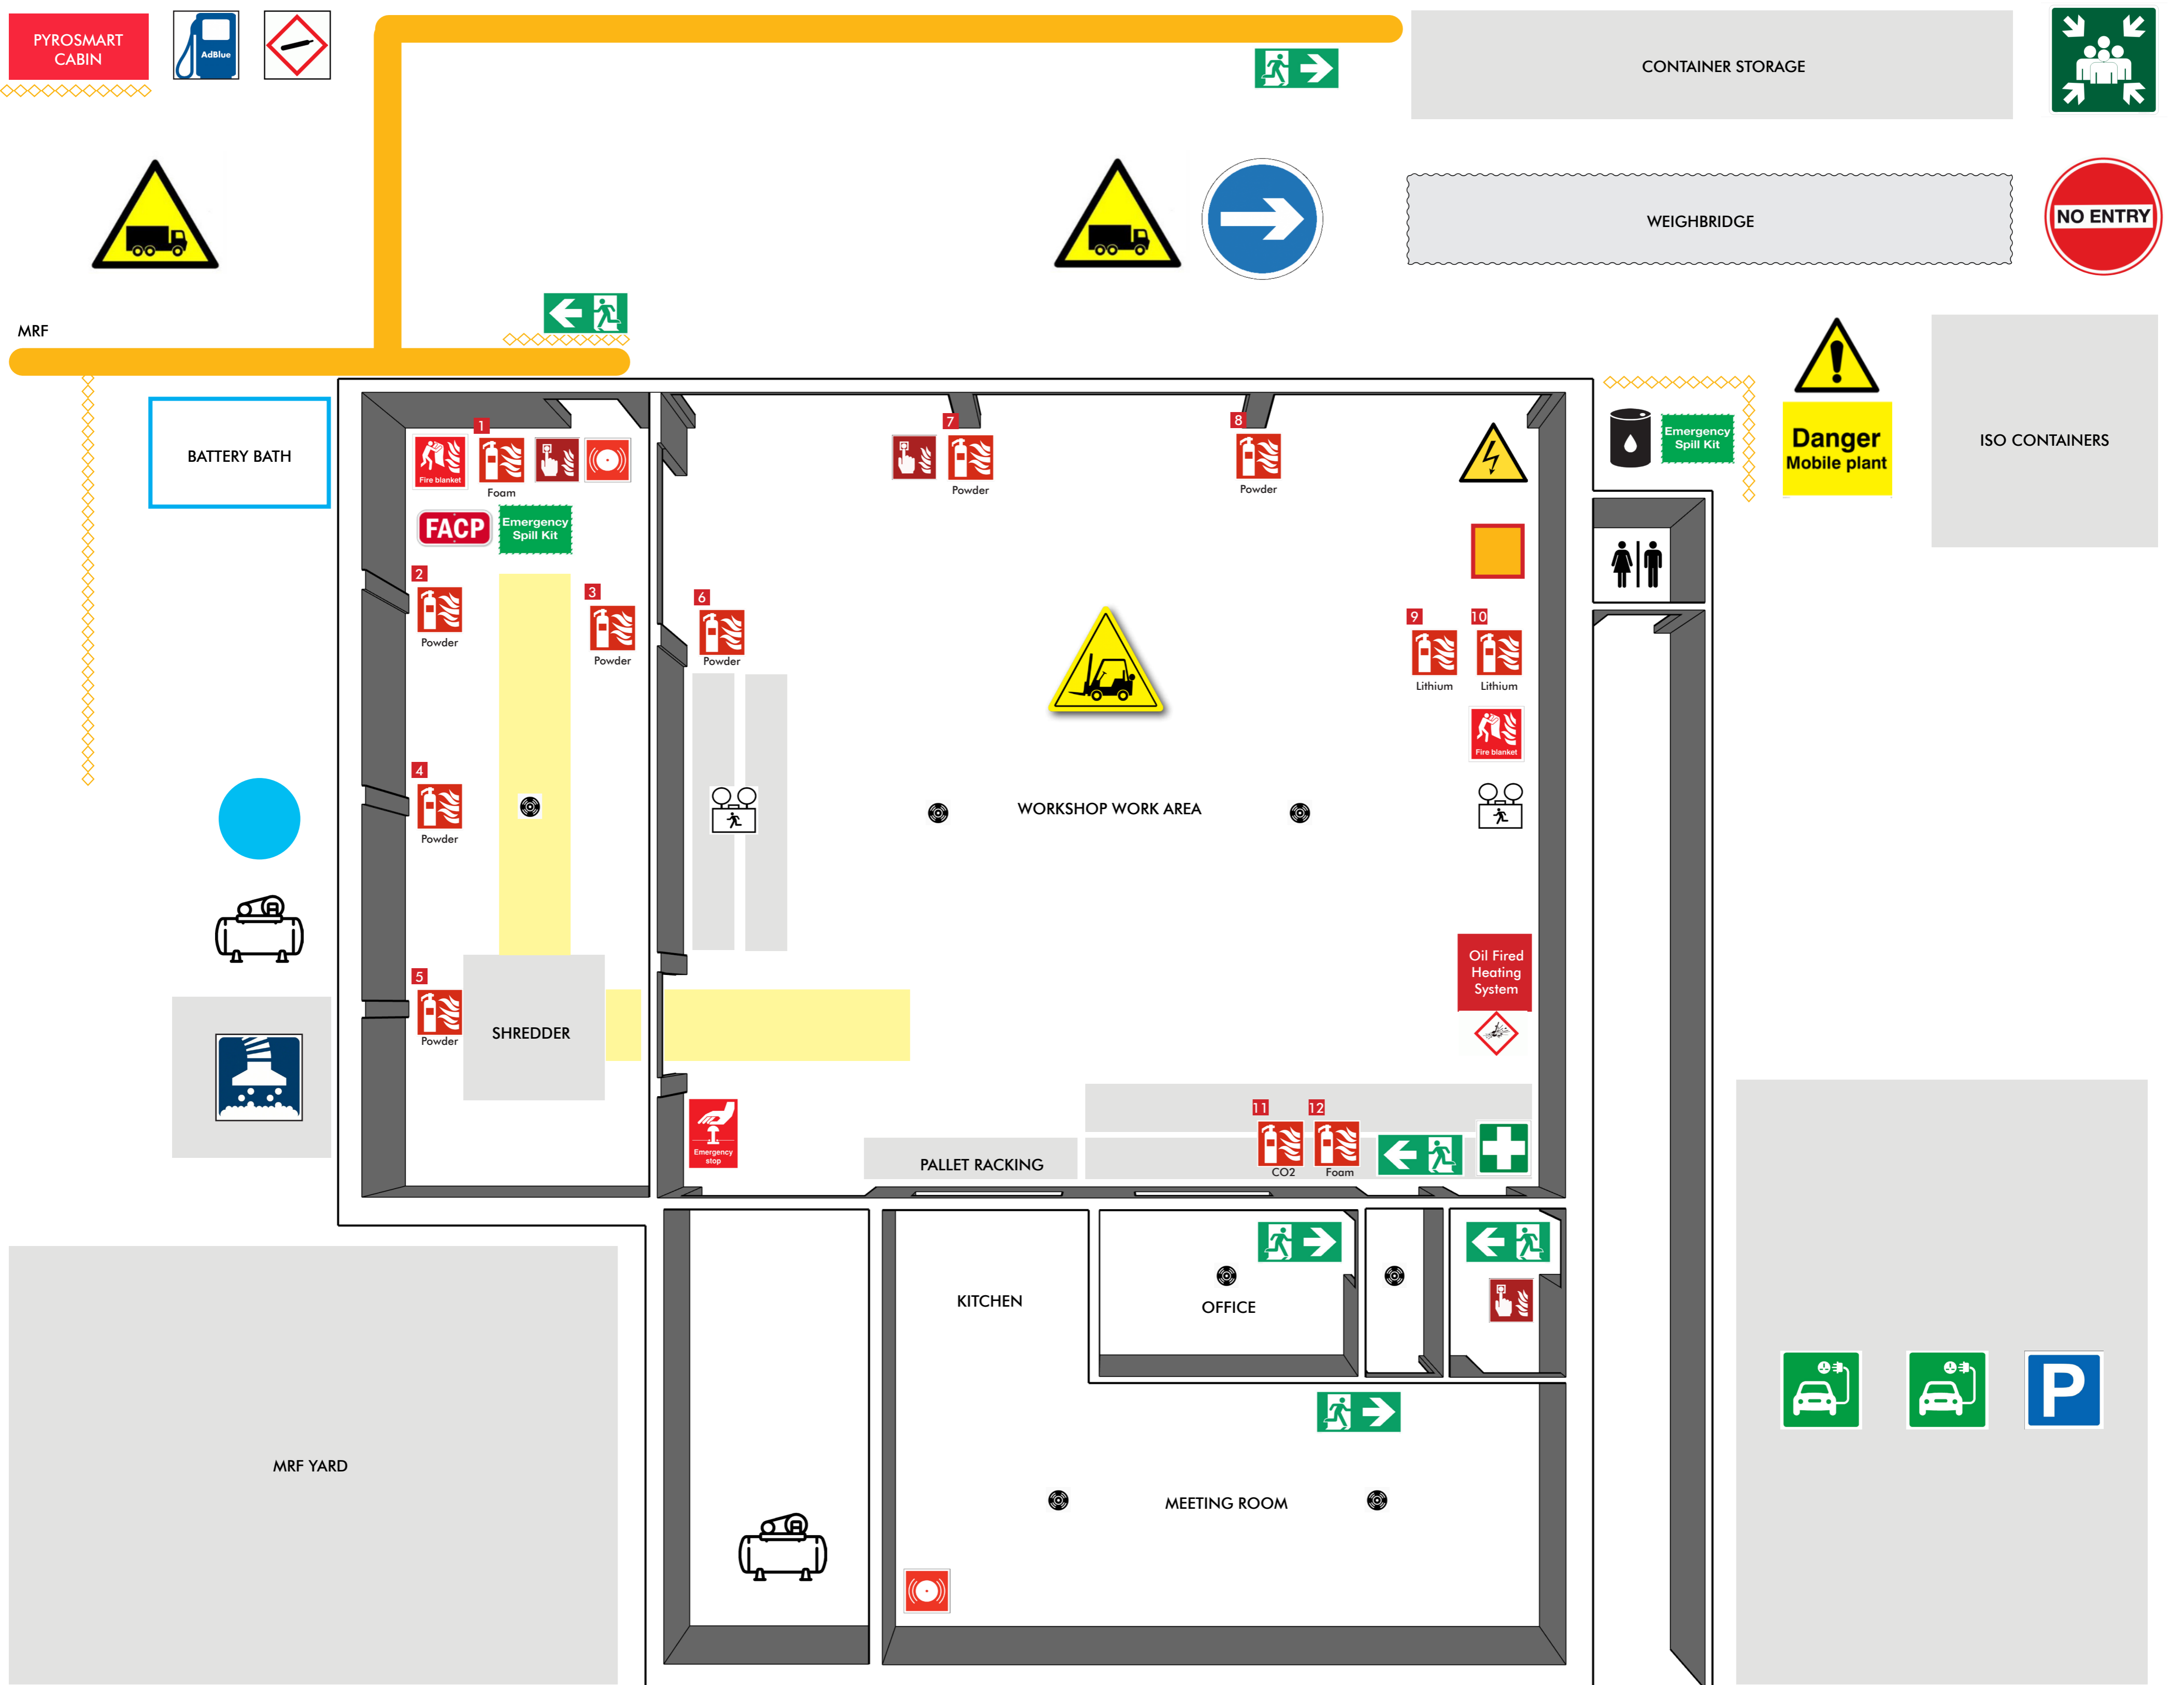 PYROSMART
CABIN
AdBlue
CONTAINER STORAGE
WEIGHBRIDGE
NO ENTRY
MRF
BATTERY BATH
1
Fire blanket
Foam
7
Powder
8
Powder
Emergency
Spill Kit
Danger
Mobile plant
ISO CONTAINERS
FACP
Emergency
Spill Kit
2
Powder
3
Powder
6
Powder
9
Lithium
10
Lithium
Fire blanket
4
Powder
WORKSHOP WORK AREA
5
Powder
SHREDDER
Oil Fired
Heating
System
Emergency
stop
PALLET RACKING
11
CO2
12
Foam
KITCHEN
OFFICE
MRF YARD
MEETING ROOM
P